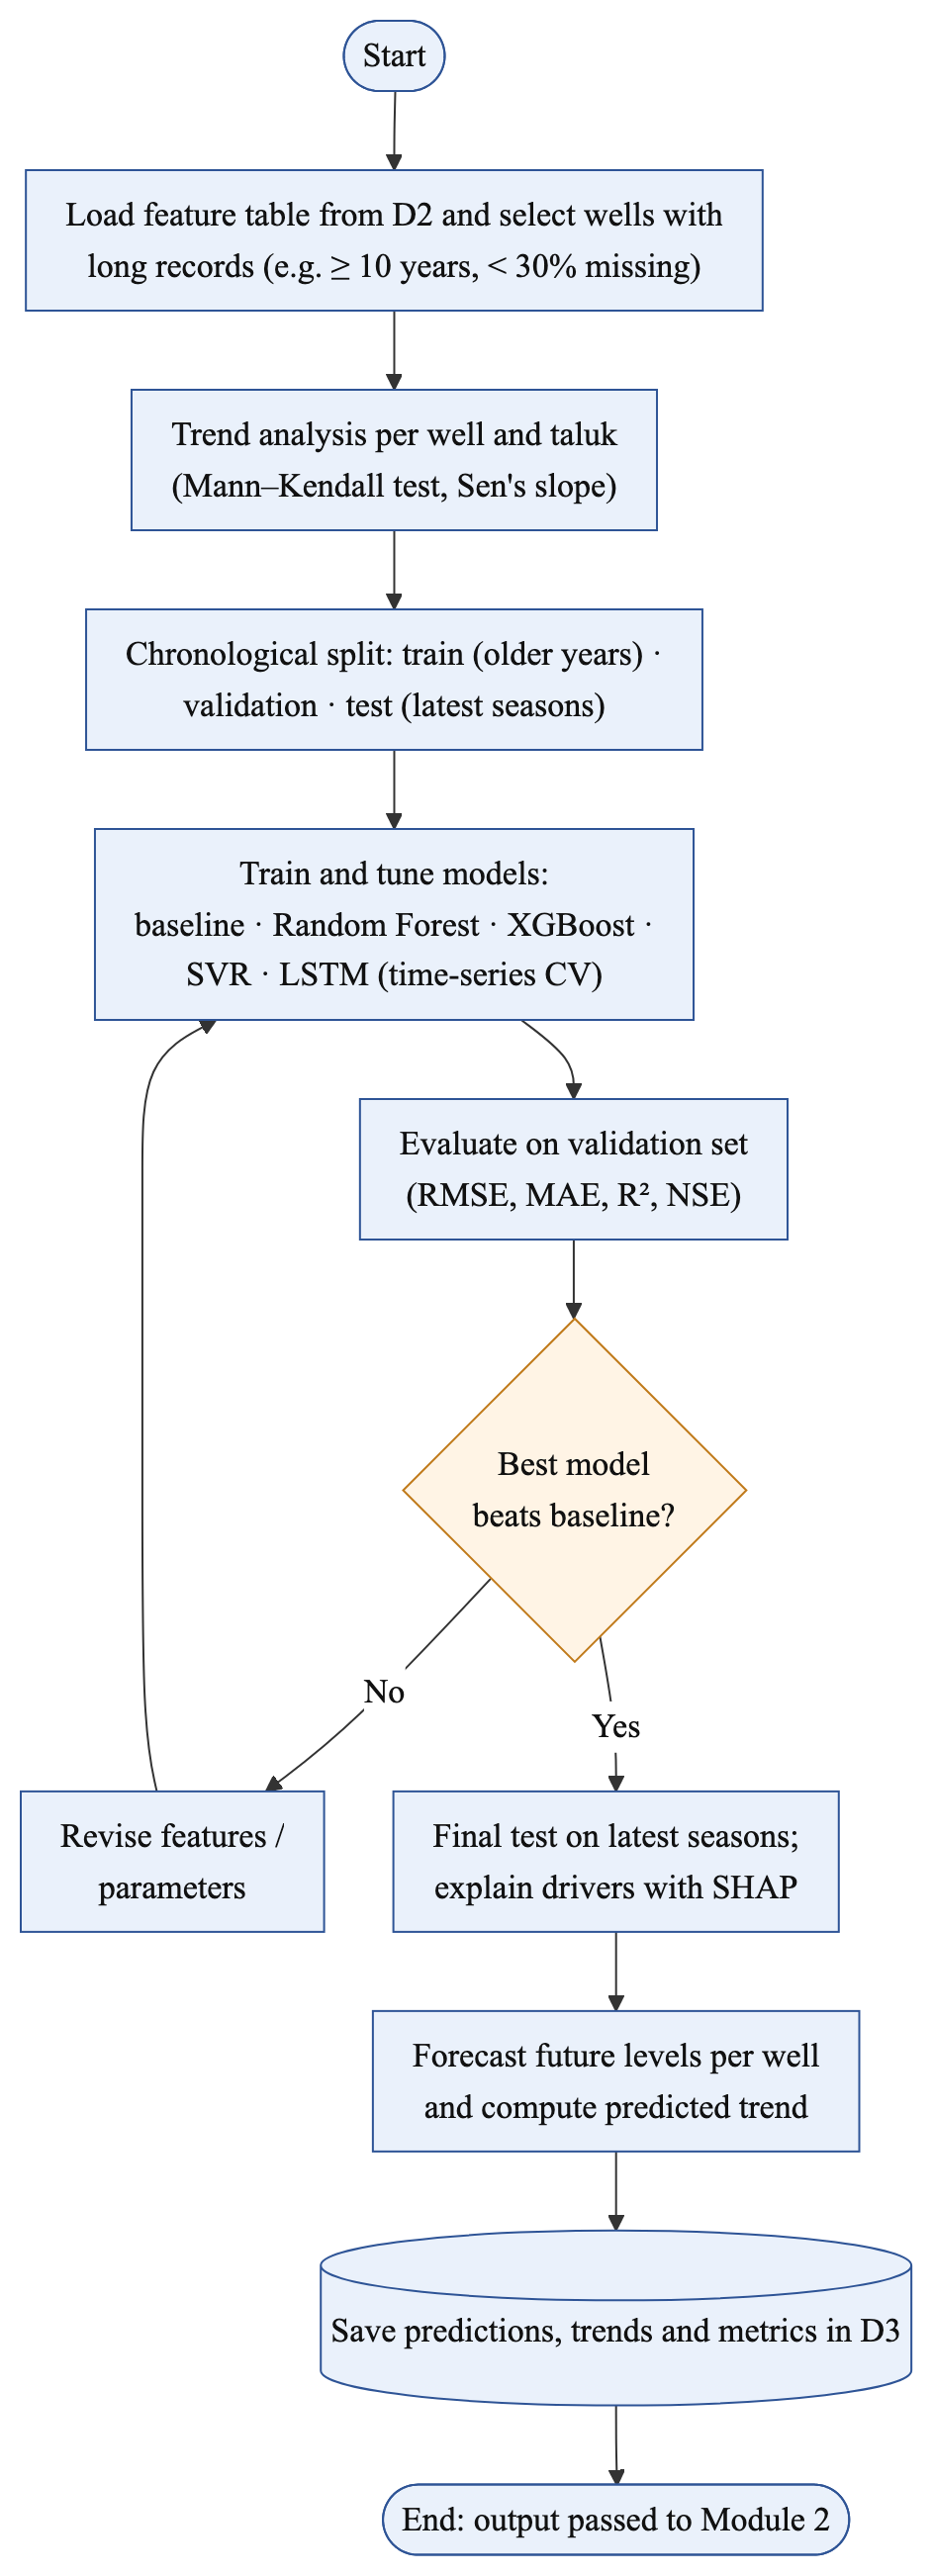 Start
Load feature table from D2 and select wells with
long records (e.g. ≥ 10 years, < 30% missing)
Trend analysis per well and taluk
(Mann–Kendall test, Sen's slope)
Chronological split: train (older years) ·
validation · test (latest seasons)
Train and tune models:
baseline · Random Forest · XGBoost ·
SVR · LSTM (time-series CV)
Evaluate on validation set
(RMSE, MAE, R², NSE)
Best model
beats baseline?
No
Yes
Revise features /
parameters
Final test on latest seasons;
explain drivers with SHAP
Forecast future levels per well
and compute predicted trend
Save predictions, trends and metrics in D3
End: output passed to Module 2